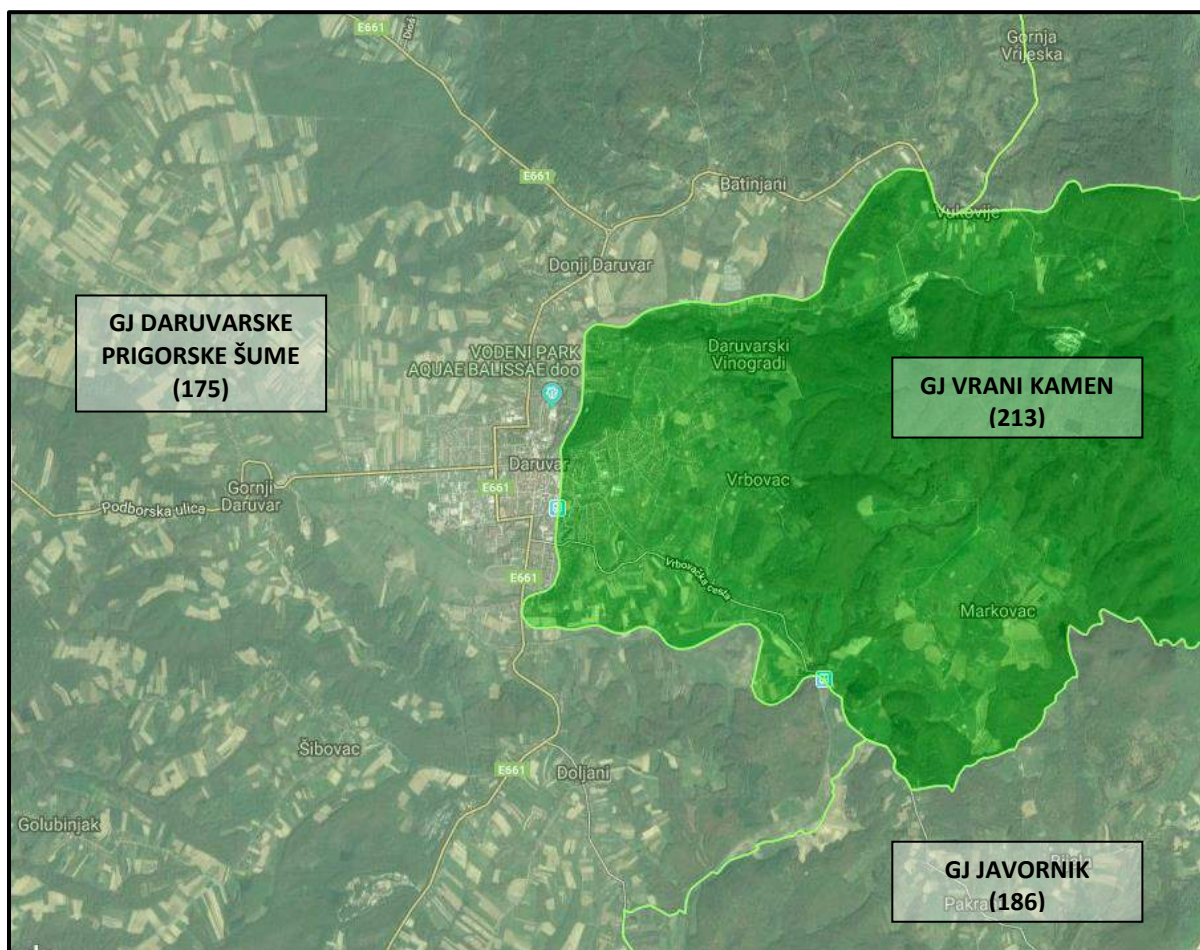 E661
Dioš
Gornja
Vrijeska
E661
Batinjani
Vukovije
Donji Daruvar
GJ DARUVARSKE
PRIGORSKE ŠUME
(175)
VODENI PARK
AQUAE BALISSAE doo
Daruvarski
Vinogradi
GJ VRANI KAMEN
(213)
Daruvar
Gornji
Daruvar
E661
Vrbovac
Podborska ulica
Vrbovačka cesta
E661
Markovac
Šibovac
E661
Doljani
Golubinjak
GJ JAVORNIK
(186)